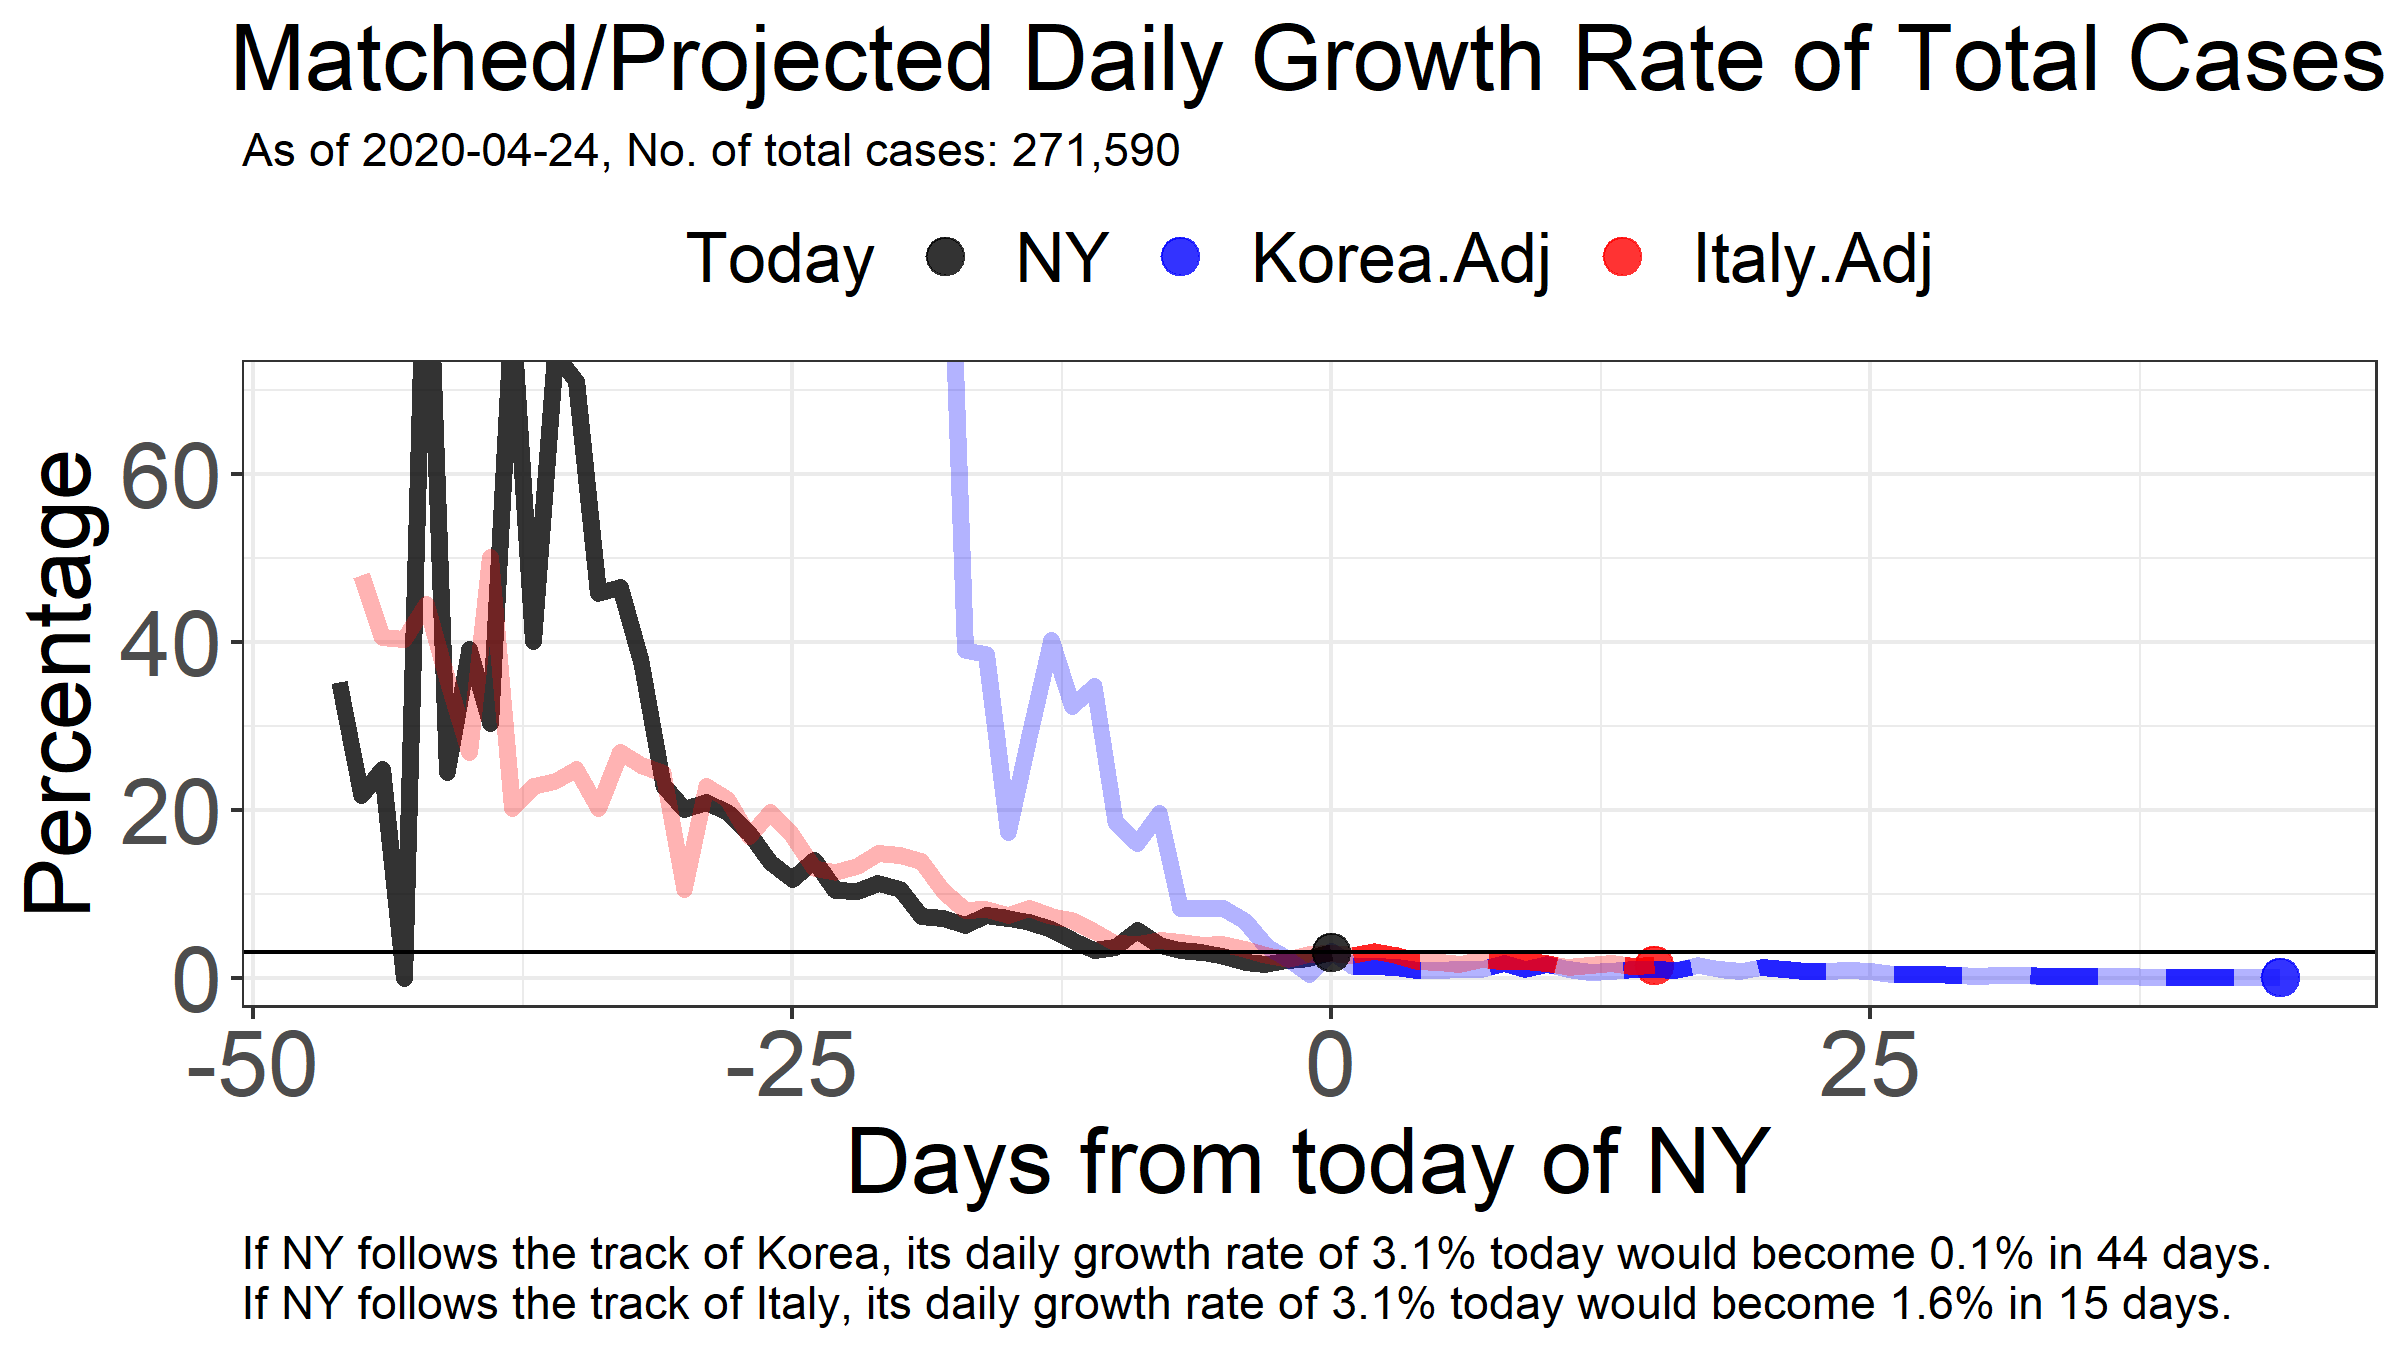 Matched/Projected Daily Growth Rate of Total Cases
As of 2020-04-24, No. of total cases: 271,590
Today NY Korea.Adj Italy.Adj
Percentage
60
40
20
0
-50 -25 0 25
Days from today of NY
If NY follows the track of Korea, its daily growth rate of 3.1% today would become 0.1% in 44 days.
If NY follows the track of Italy, its daily growth rate of 3.1% today would become 1.6% in 15 days.